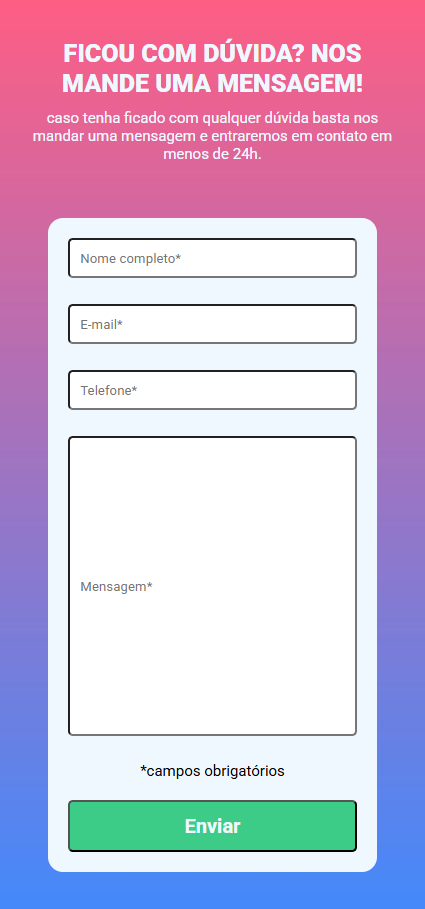 FICOU COM DÚVIDA? NOS
MANDE UMA MENSAGEM!
caso tenha ficado com qualquer dúvida basta nos
mandar uma mensagem e entraremos em contato em
menos de 24h.
Nome completo*
E-mail*
Telefone*
Mensagem*
*campos obrigatórios
Enviar